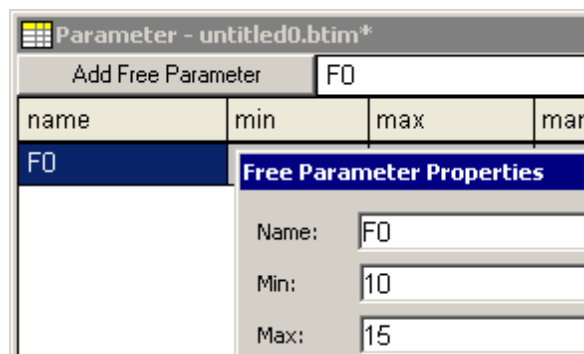 Parameter - untitled0.btim*
Add Free Parameter F0
name min max
F0
Free Parameter Properties
Name: F0
Min: 10
Max: 15